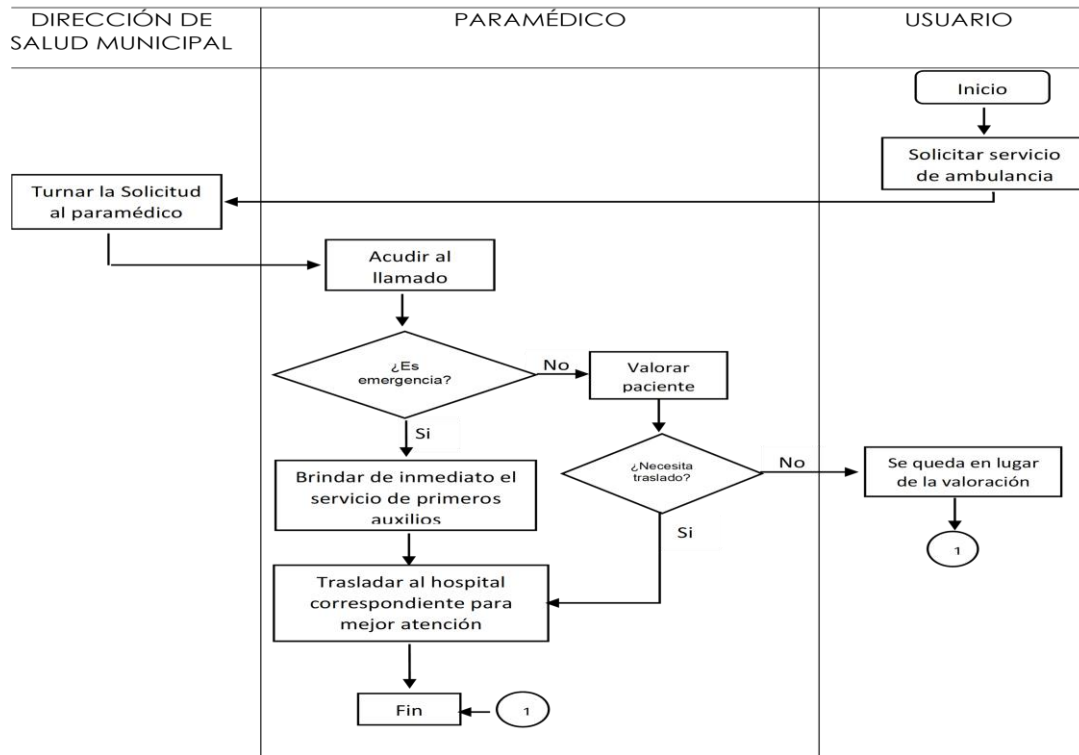 DIRECCIÓN DE
SALUD MUNICIPAL
PARAMÉDICO
USUARIO
Inicio
Solicitar servicio
de ambulancia
Turnar la Solicitud
al paramédico
Acudir al
llamado
¿Es
emergencia?
No
Valorar
paciente
Si
¿Necesita
traslado?
No
Se queda en lugar
de la valoración
Brindar de inmediato el
servicio de primeros
auxilios
Si
1
Trasladar al hospital
correspondiente para
mejor atención
Fin
1